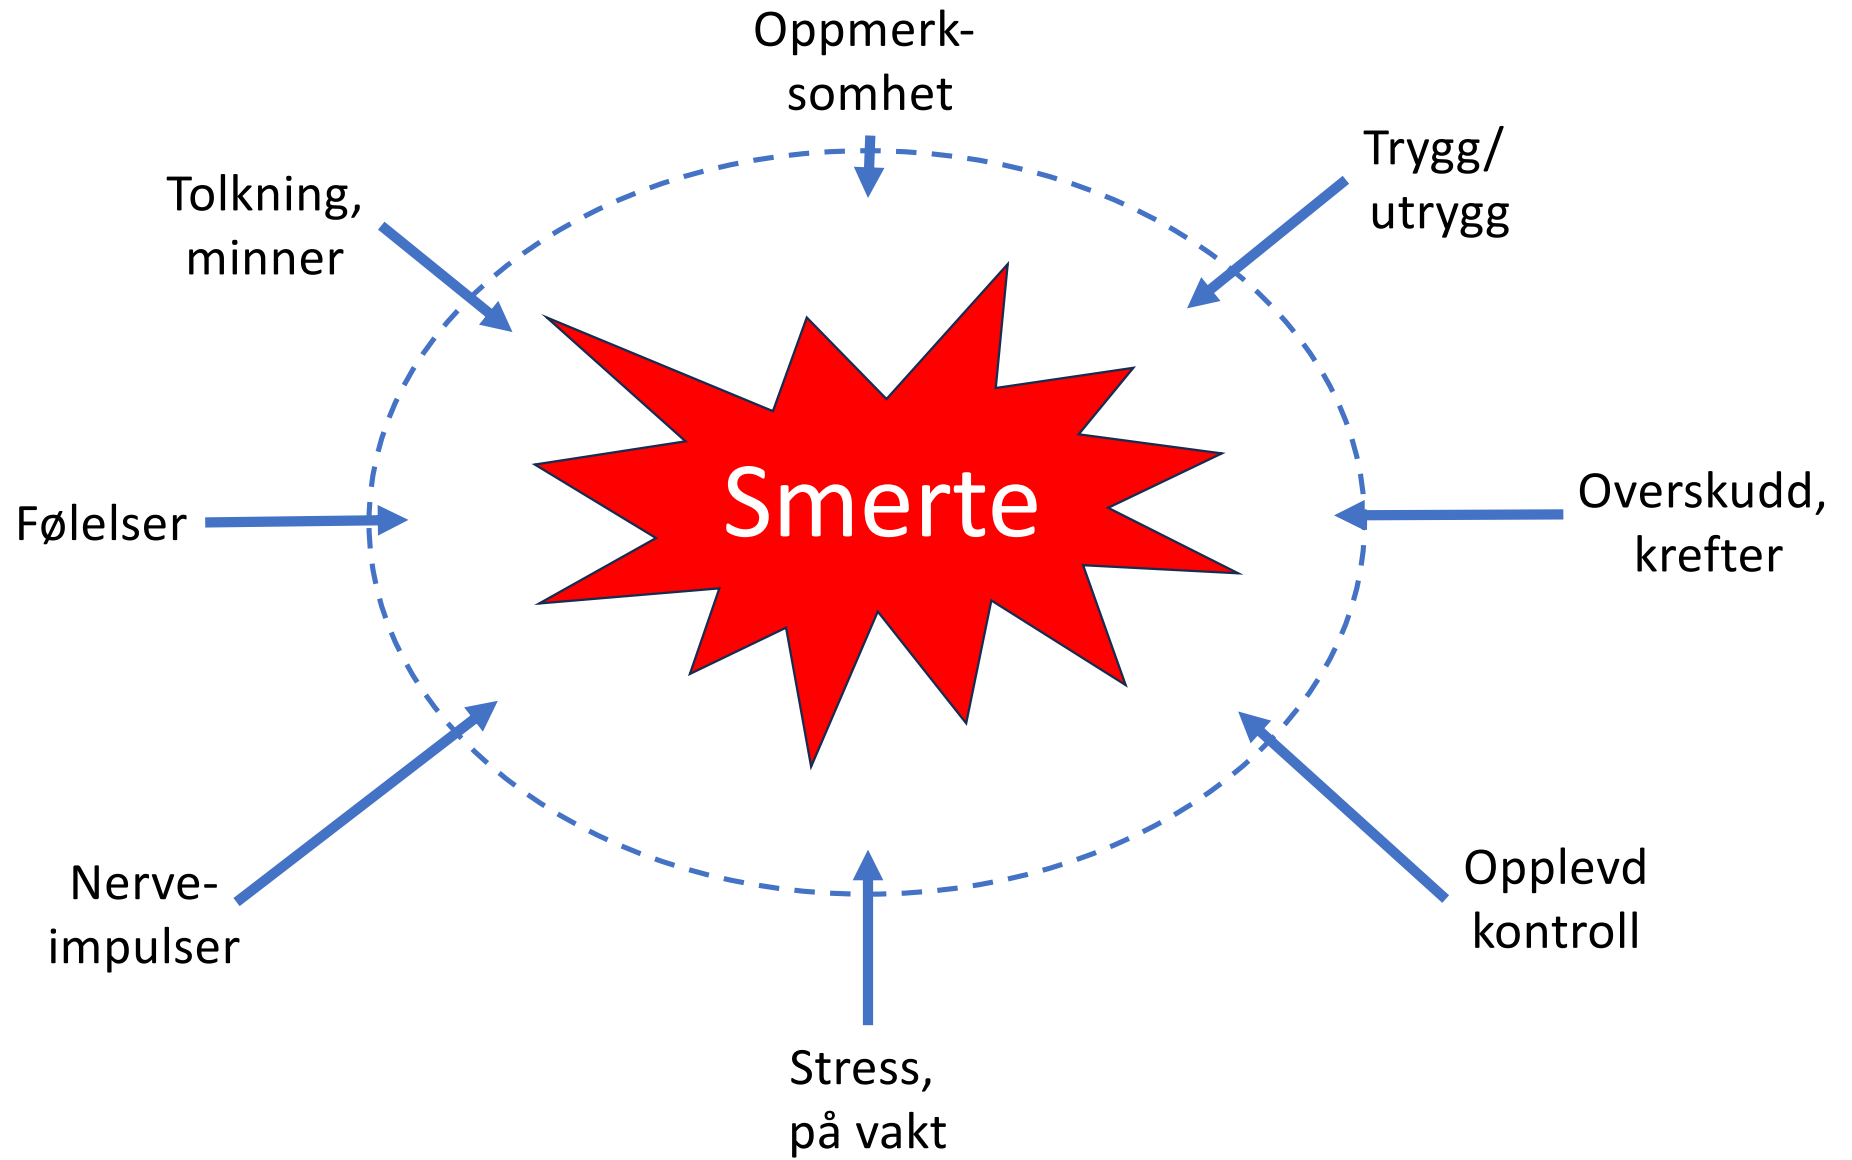 Oppmerk-
somhet
Trygg/
utrygg
Tolkning,
minner
Smerte
Følelser
Overskudd,
krefter
Nerve-
impulser
Opplevd
kontroll
Stress,
på vakt